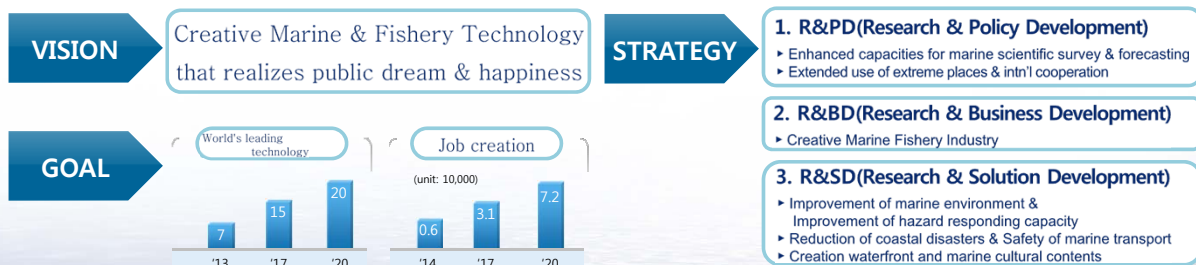 VISION
Creative Marine & Fishery Technology
that realizes public dream & happiness
GOAL
World's leading
technology
20
15
7
'13
'17
'20
Job creation
(unit: 10,000)
7.2
3.1
0.6
'14
'17
'20
STRATEGY
1. R&PD(Research & Policy Development)
▸ Enhanced capacities for marine scientific survey & forecasting
▸ Extended use of extreme places & intn'l cooperation
2. R&BD(Research & Business Development)
▸ Creative Marine Fishery Industry
3. R&SD(Research & Solution Development)
▸ Improvement of marine environment &
Improvement of hazard responding capacity
▸ Reduction of coastal disasters & Safety of marine transport
▸ Creation waterfront and marine cultural contents